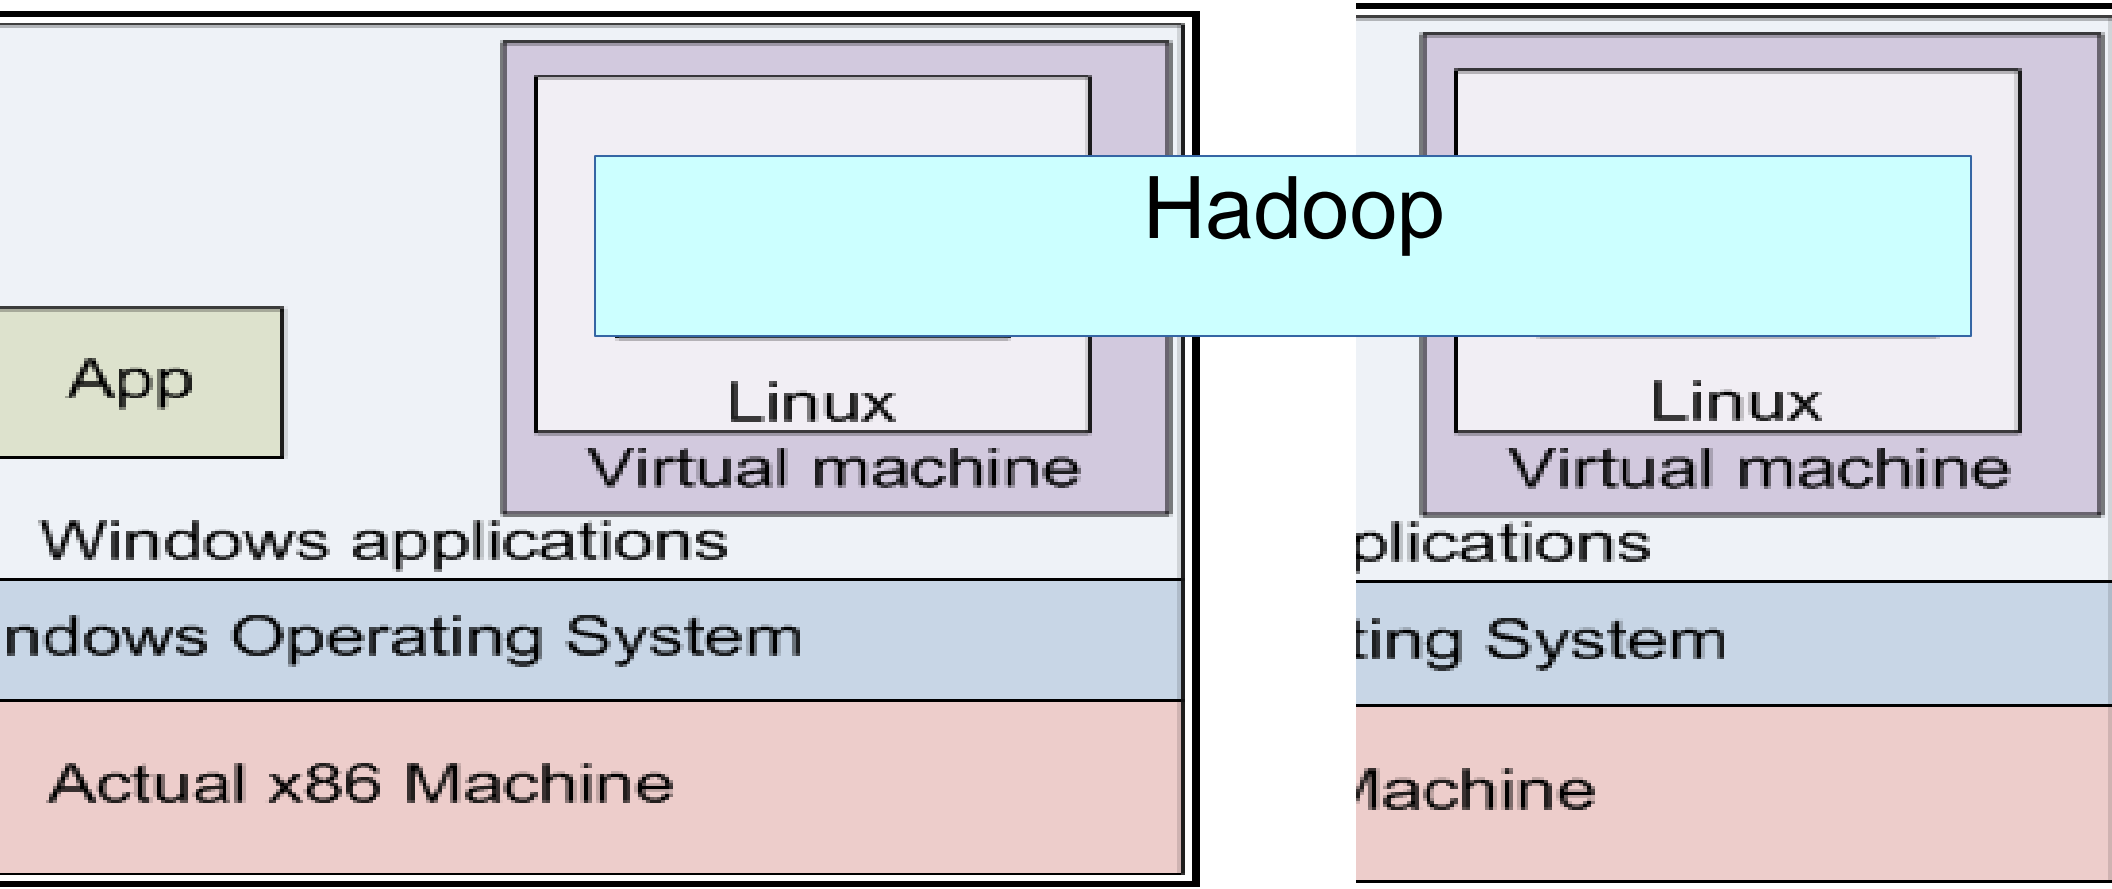 Hadoop
App
Linux
Virtual machine
Windows applications
ndows Operating System
Actual x86 Machine
Linux
Virtual machine
plications
ting System
Machine